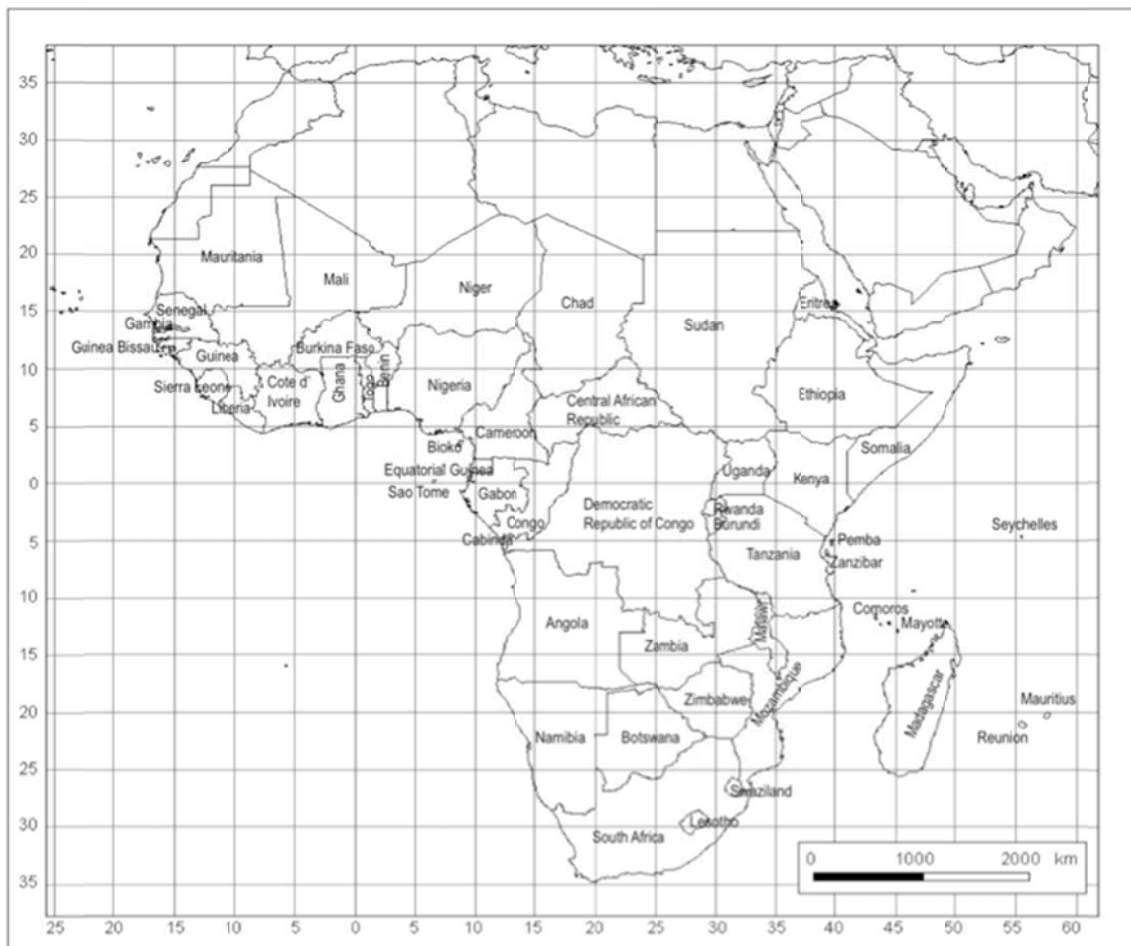 35
30
25
20
15
10
5
0
5
10
15
20
25
30
35
Mauritania
Mali
Niger
Chad
Sudan
Eritrea
Senegal
Gambia
Guinea Bissau
Guinea
Burkina Faso
Sierra Leone
Liberia
Cote d'
Ivoire
Ghana
Togo
Benin
Nigeria
Central African
Republic
Ethiopia
Cameroon
Bioko
Somalia
Equatorial Guinea
Sao Tome
Gabon
Congo
Cabinda
Democratic
Republic of Congo
Uganda
Kenya
Rwanda
Burundi
Tanzania
Pemba
Zanzibar
Seychelles
Comoros
Mayotte
Angola
Zambia
Malawi
Mozambique
Zimbabwe
Madagascar
Mauritius
Reunion
Namibia
Botswana
Swaziland
Lesotho
South Africa
0 1000 2000 km
25 20 15 10 5 0 5 10 15 20 25 30 35 40 45 50 55 60